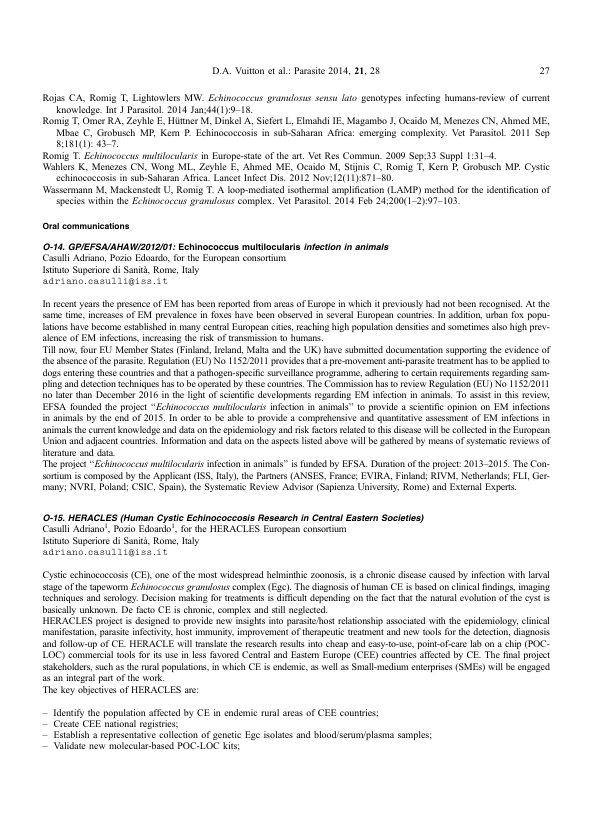 D.A. Vuitton et al.: Parasite 2014, 21, 28 27
Rojas CA, Romig T, Lightowlers MW. Echinococcus granulosus sensu lato genotypes infecting humans-review of current
knowledge. Int J Parasitol. 2014 Jan;44(1):9–18.
Romig T, Omer RA, Zeyhle E, Hüttner M, Dinkel A, Siefert L, Elmahdi IE, Magambo J, Ocaido M, Menezes CN, Ahmed ME,
Mbae C, Grobusch MP, Kern P. Echinococcosis in sub-Saharan Africa: emerging complexity. Vet Parasitol. 2011 Sep
8;181(1): 43–7.
Romig T. Echinococcus multilocularis in Europe-state of the art. Vet Res Commun. 2009 Sep;33 Suppl 1:31–4.
Wahlers K, Menezes CN, Wong ML, Zeyhle E, Ahmed ME, Ocaido M, Stijnis C, Romig T, Kern P, Grobusch MP. Cystic
echinococcosis in sub-Saharan Africa. Lancet Infect Dis. 2012 Nov;12(11):871–80.
Wassermann M, Mackenstedt U, Romig T. A loop-mediated isothermal amplification (LAMP) method for the identification of
species within the Echinococcus granulosus complex. Vet Parasitol. 2014 Feb 24;200(1–2):97–103.
Oral communications
O-14. GP/EFSA/AHAW/2012/01: Echinococcus multilocularis infection in animals
Casulli Adriano, Pozio Edoardo, for the European consortium
Istituto Superiore di Sanità, Rome, Italy
adriano.casulli@iss.it
In recent years the presence of EM has been reported from areas of Europe in which it previously had not been recognised. At the
same time, increases of EM prevalence in foxes have been observed in several European countries. In addition, urban fox popu-
lations have become established in many central European cities, reaching high population densities and sometimes also high prev-
alence of EM infections, increasing the risk of transmission to humans.
Till now, four EU Member States (Finland, Ireland, Malta and the UK) have submitted documentation supporting the evidence of
the absence of the parasite. Regulation (EU) No 1152/2011 provides that a pre-movement anti-parasite treatment has to be applied to
dogs entering these countries and that a pathogen-specific surveillance programme, adhering to certain requirements regarding sam-
pling and detection techniques has to be operated by these countries. The Commission has to review Regulation (EU) No 1152/2011
no later than December 2016 in the light of scientific developments regarding EM infection in animals. To assist in this review,
EFSA founded the project “Echinococcus multilocularis infection in animals” to provide a scientific opinion on EM infections
in animals by the end of 2015. In order to be able to provide a comprehensive and quantitative assessment of EM infections in
animals the current knowledge and data on the epidemiology and risk factors related to this disease will be collected in the European
Union and adjacent countries. Information and data on the aspects listed above will be gathered by means of systematic reviews of
literature and data.
The project “Echinococcus multilocularis infection in animals” is funded by EFSA. Duration of the project: 2013–2015. The Con-
sortium is composed by the Applicant (ISS, Italy), the Partners (ANSES, France; EVIRA, Finland; RIVM, Netherlands; FLI, Ger-
many; NVRI, Poland; CSIC, Spain), the Systematic Review Advisor (Sapienza University, Rome) and External Experts.
O-15. HERACLES (Human Cystic Echinococcosis Research in Central Eastern Societies)
Casulli Adriano1, Pozio Edoardo1, for the HERACLES European consortium
Istituto Superiore di Sanità, Rome, Italy
adriano.casulli@iss.it
Cystic echinococcosis (CE), one of the most widespread helminthic zoonosis, is a chronic disease caused by infection with larval
stage of the tapeworm Echinococcus granulosus complex (Egc). The diagnosis of human CE is based on clinical findings, imaging
techniques and serology. Decision making for treatments is difficult depending on the fact that the natural evolution of the cyst is
basically unknown. De facto CE is chronic, complex and still neglected.
HERACLES project is designed to provide new insights into parasite/host relationship associated with the epidemiology, clinical
manifestation, parasite infectivity, host immunity, improvement of therapeutic treatment and new tools for the detection, diagnosis
and follow-up of CE. HERACLE will translate the research results into cheap and easy-to-use, point-of-care lab on a chip (POC-
LOC) commercial tools for its use in less favored Central and Eastern Europe (CEE) countries affected by CE. The final project
stakeholders, such as the rural populations, in which CE is endemic, as well as Small-medium enterprises (SMEs) will be engaged
as an integral part of the work.
The key objectives of HERACLES are:
– Identify the population affected by CE in endemic rural areas of CEE countries;
– Create CEE national registries;
– Establish a representative collection of genetic Egc isolates and blood/serum/plasma samples;
– Validate new molecular-based POC-LOC kits;